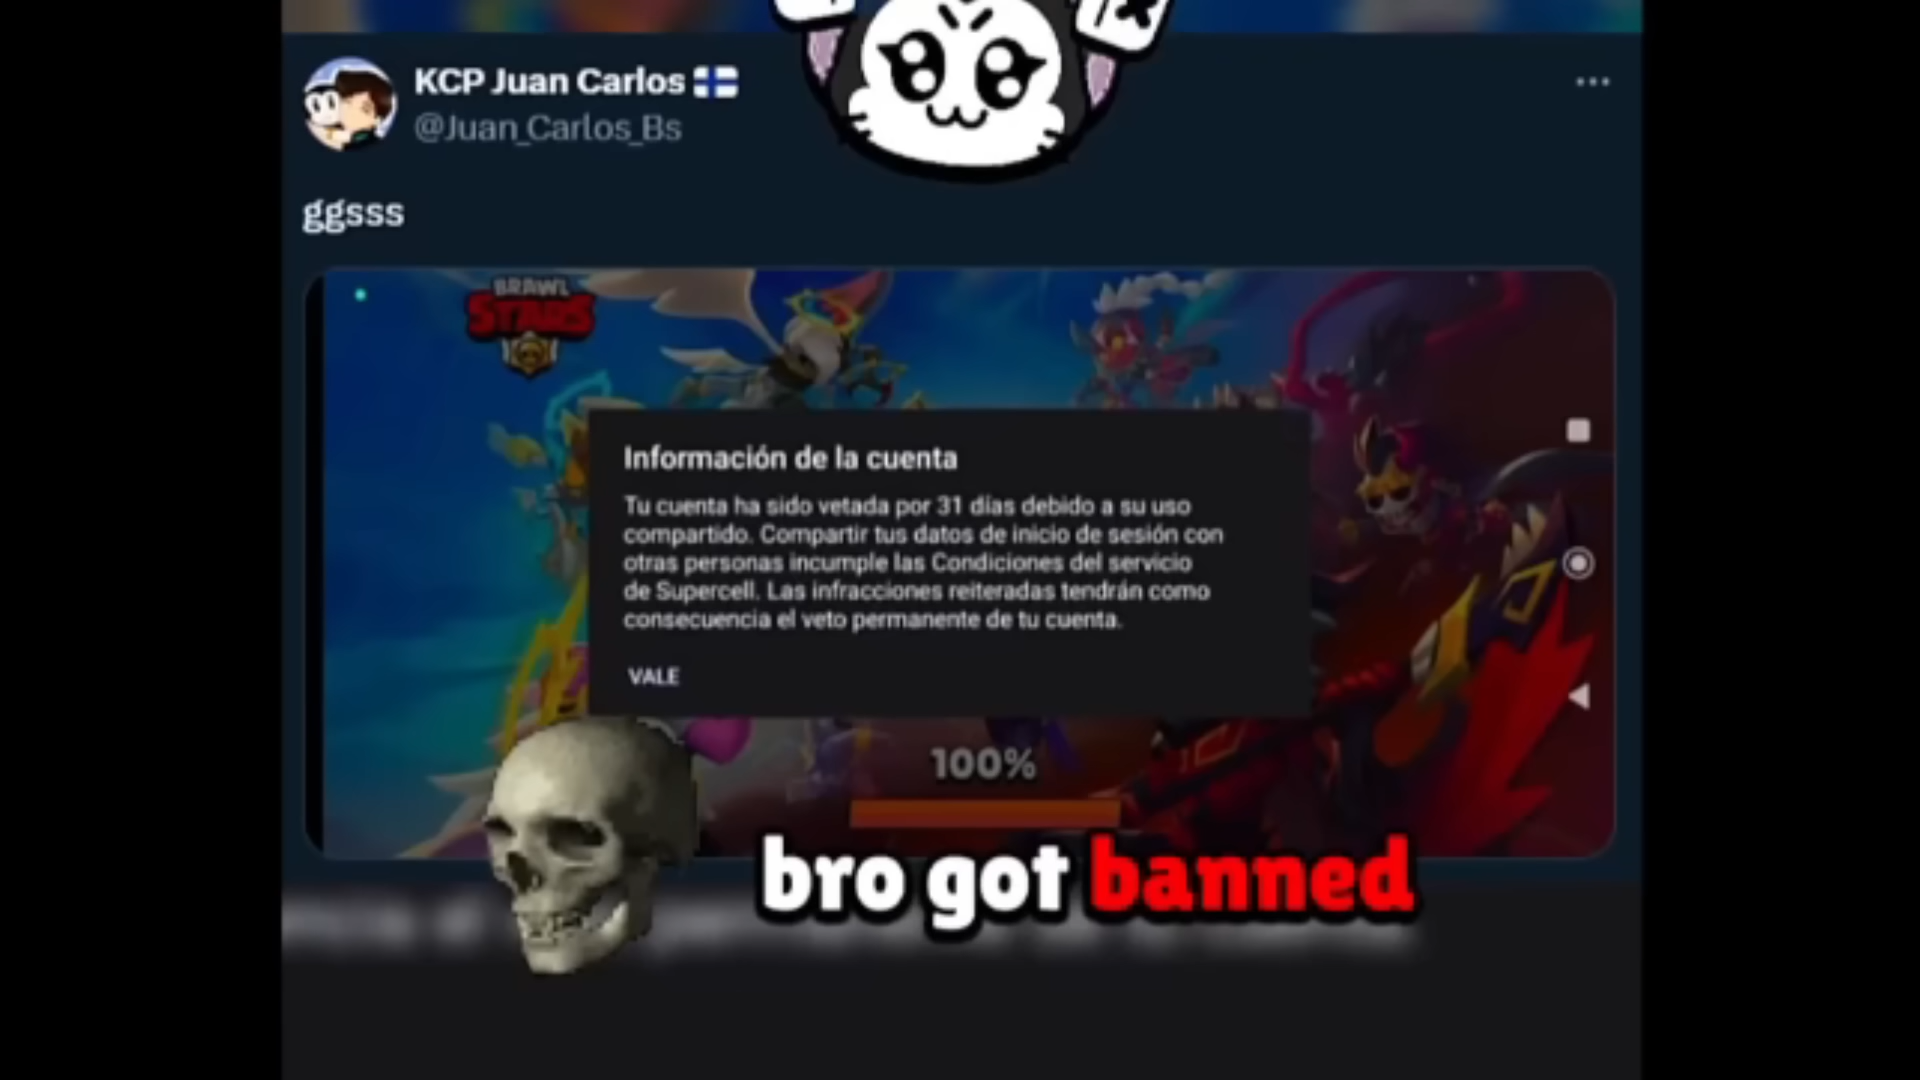 KCP Juan Carlos
@Juan_Carlos_Bs
ggsss
BRAWL
STARS
Información de la cuenta
Tu cuenta ha sido vetada por 31 días debido a su uso
compartido. Compartir tus datos de inicio de sesión con
otras personas incumple las Condiciones del servicio
de Supercell. Las infracciones reiteradas tendrán como
consecuencia el veto permanente de tu cuenta.
VALE
100%
bro got banned